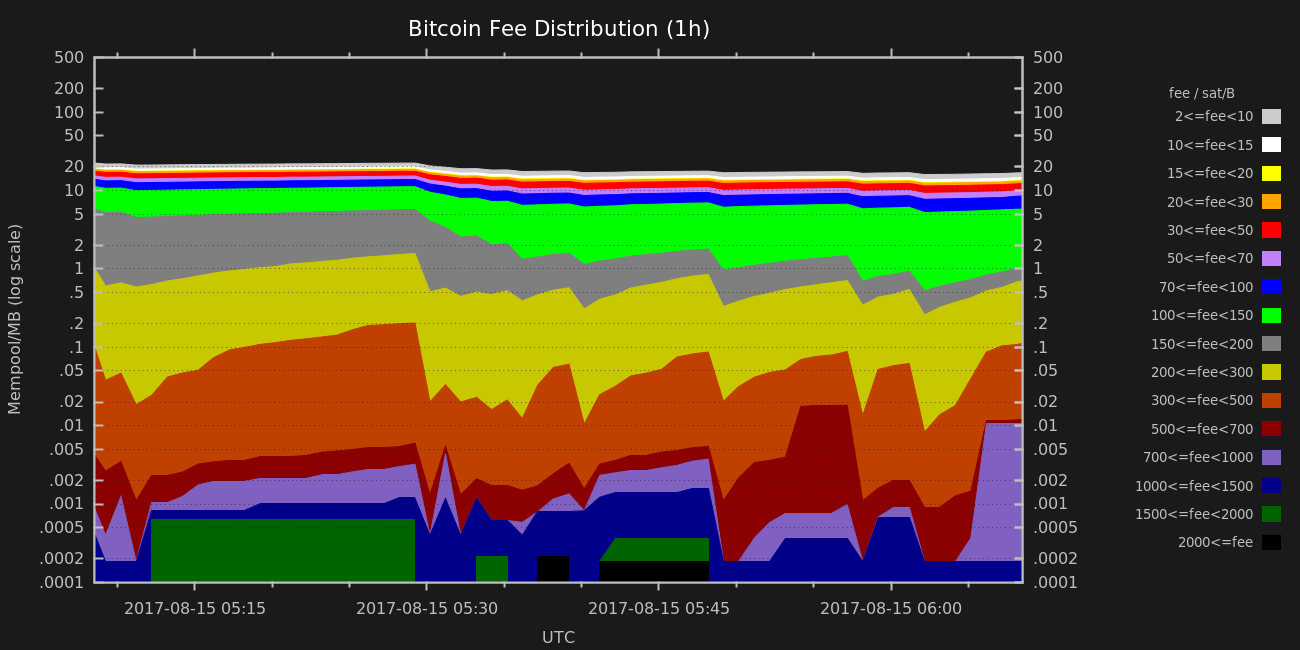 Bitcoin Fee Distribution (1h)
500 500
200 200
100 100
50 50
20 20
10 10
5 5
2 2
1 1
.5 .5
.2 .2
.1 .1
.05 .05
.02 .02
.01 .01
.005 .005
.002 .002
.001 .001
.0005 .0005
.0002 .0002
.0001 .0001
Mempool/MB (log scale)
2017-08-15 05:15 2017-08-15 05:30 2017-08-15 05:45 2017-08-15 06:00
UTC
fee / sat/B
2<=fee<10
10<=fee<15
15<=fee<20
20<=fee<30
30<=fee<50
50<=fee<70
70<=fee<100
100<=fee<150
150<=fee<200
200<=fee<300
300<=fee<500
500<=fee<700
700<=fee<1000
1000<=fee<1500
1500<=fee<2000
2000<=fee